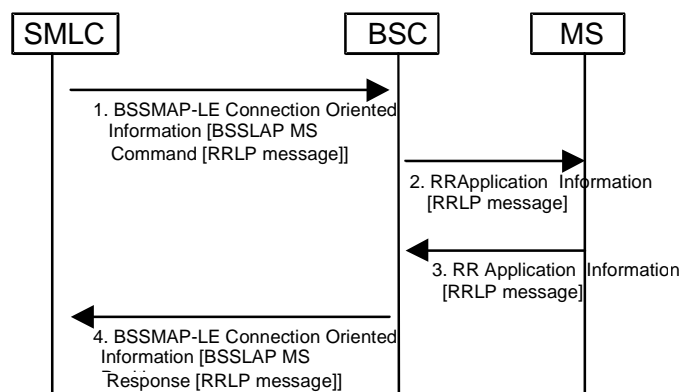 SMLC
BSC
MS
1. BSSMAP-LE Connection Oriented
Information [BSSLAP MS
Command [RRLP message]]
2. RRApplication Information
[RRLP message]
3. RR Application Information
[RRLP message]
4. BSSMAP-LE Connection Oriented
Information [BSSLAP MS
Response [RRLP message]]